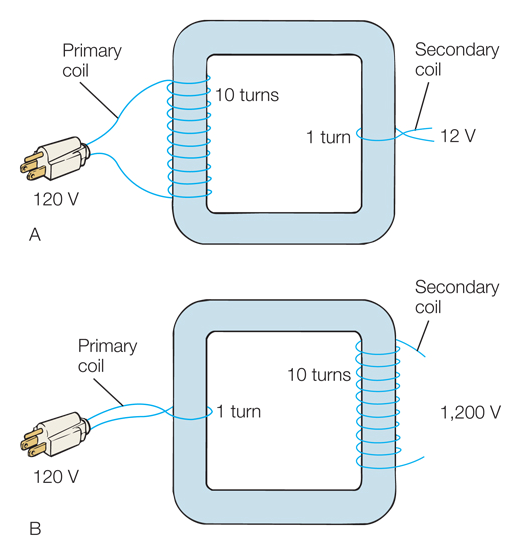 Primary
coil
Secondary
coil
10 turns
1 turn
12 V
120 V
A
Secondary
coil
Primary
coil
10 turns
1 turn
1,200 V
120 V
B